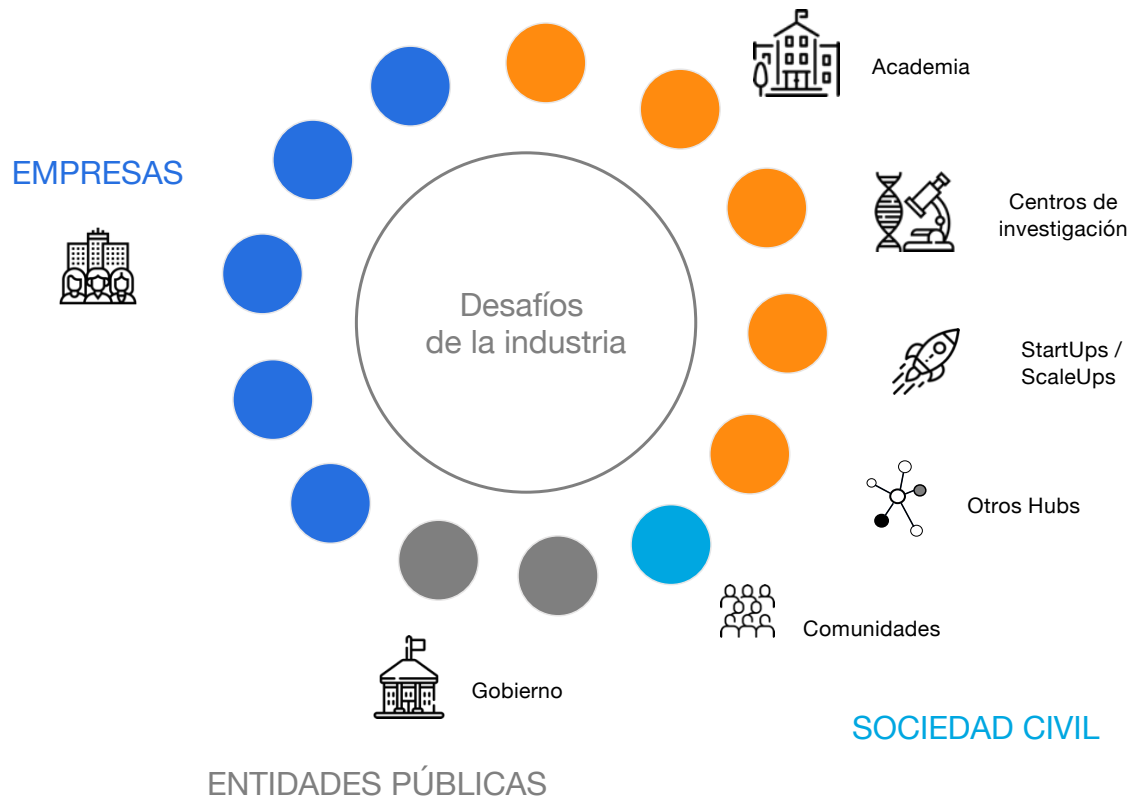 Academia
EMPRESAS
Centros de
investigación
Desafíos
de la industria
StartUps /
ScaleUps
Otros Hubs
Comunidades
Gobierno
SOCIEDAD CIVIL
ENTIDADES PÚBLICAS